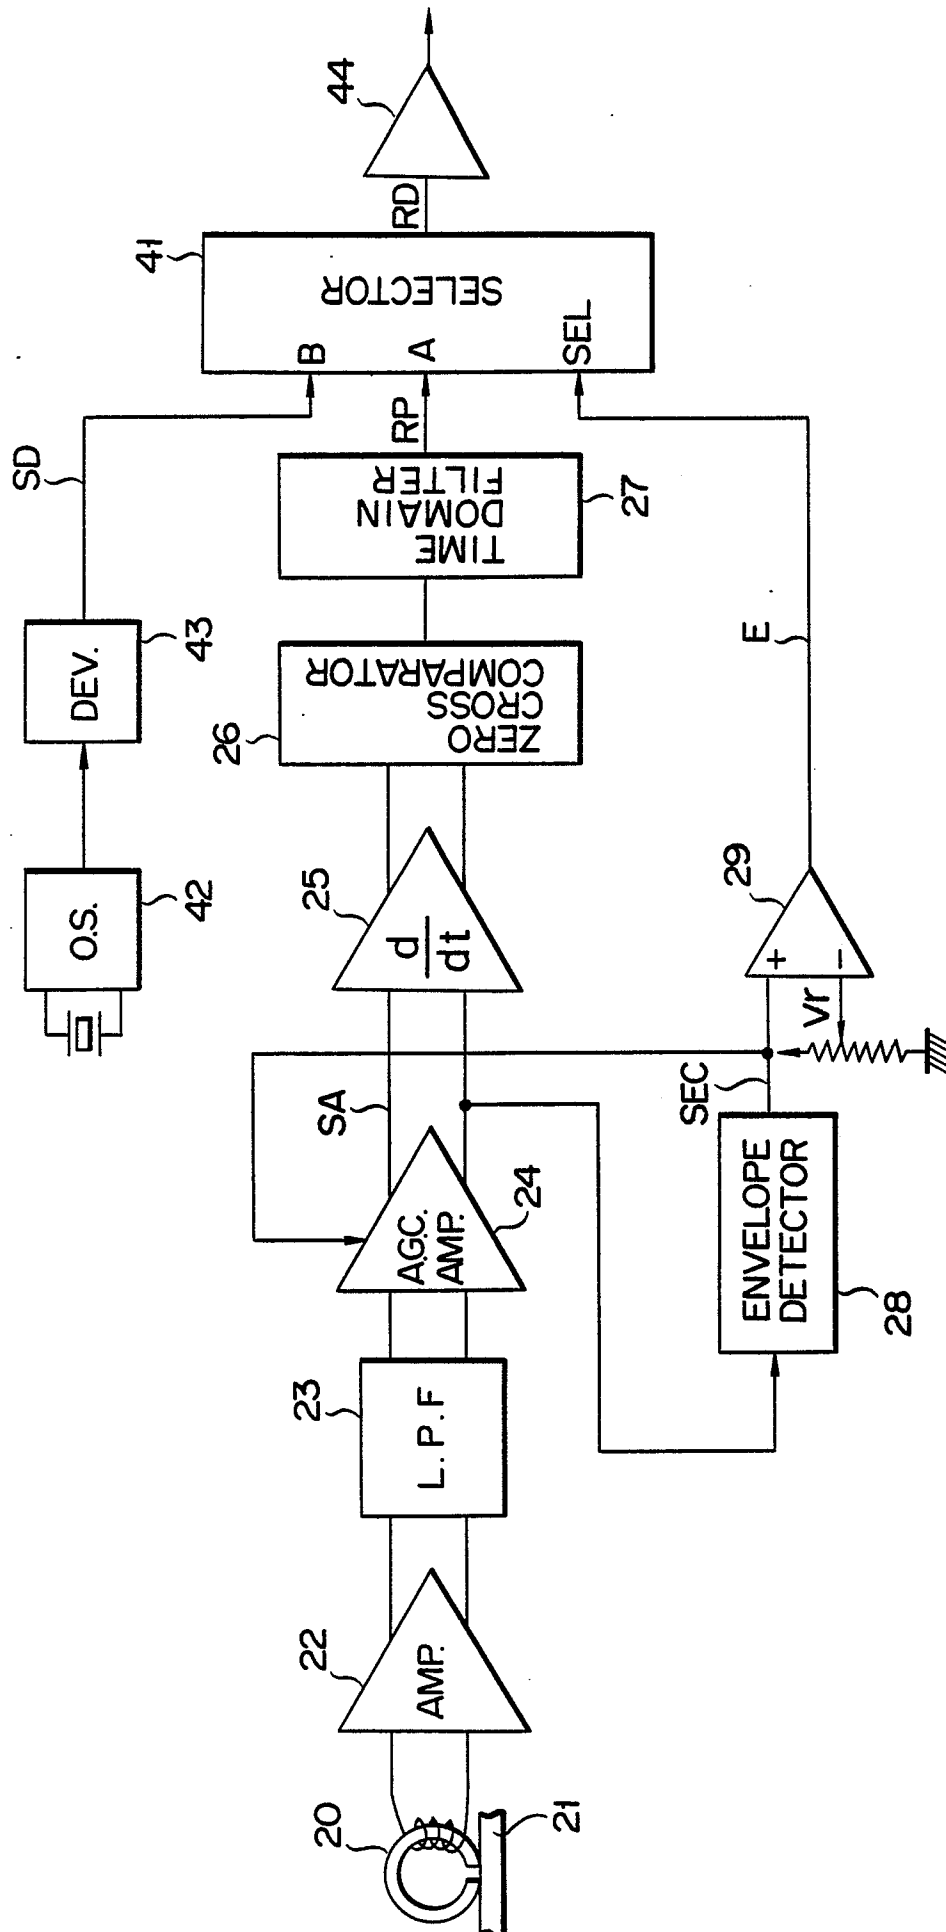 20
21
22
AMP.
23
L.P.F
24
A.G.C.
AMP.
SA
25
d
dt
26
ZERO
CROSS
COMPARATOR
27
TIME
DOMAIN
FILTER
RP
28
ENVELOPE
DETECTOR
SEC
Vr
+
−
29
E
42
O.S.
43
DEV.
SD
41
B
A
SEL
SELECTOR
RD
44